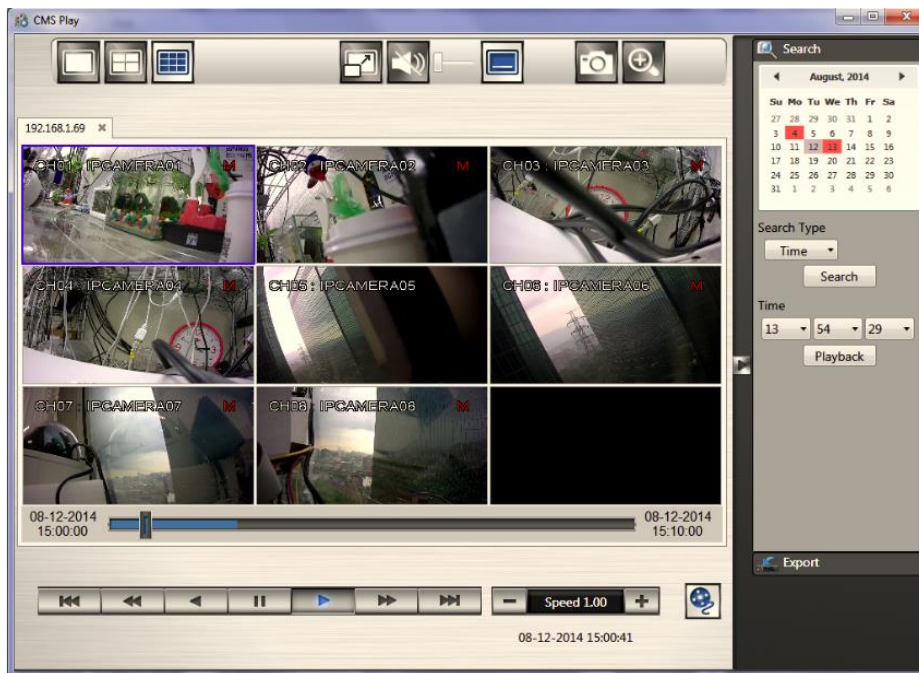 CMS Play
192.168.1.69
CH01 : IPCAMERA01 M
CH02 : IPCAMERA02 M
CH03 : IPCAMERA03 M
CH04 : IPCAMERA04 M
CH05 : IPCAMERA05
CH06 : IPCAMERA06 M
CH07 : IPCAMERA07 M
CH08 : IPCAMERA08 M
08-12-2014
15:00:00
08-12-2014
15:10:00
Speed 1.00
08-12-2014 15:00:41
Search
August, 2014
Su Mo Tu We Th Fr Sa
27 28 29 30 31 1 2
3 4 5 6 7 8 9
10 11 12 13 14 15 16
17 18 19 20 21 22 23
24 25 26 27 28 29 30
31 1 2 3 4 5 6
Search Type
Time
Search
Time
13 54 29
Playback
Export